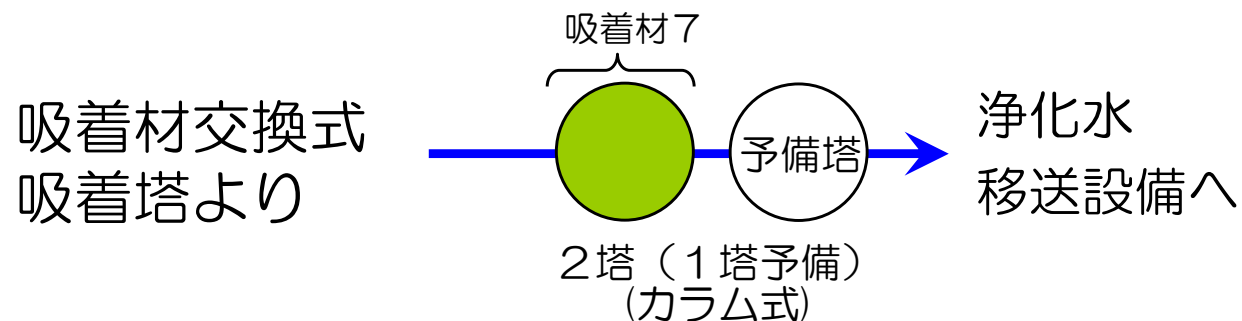 吸着材７
吸着材交換式
吸着塔より
予備塔
浄化水
移送設備へ
２塔（１塔予備）
(カラム式)